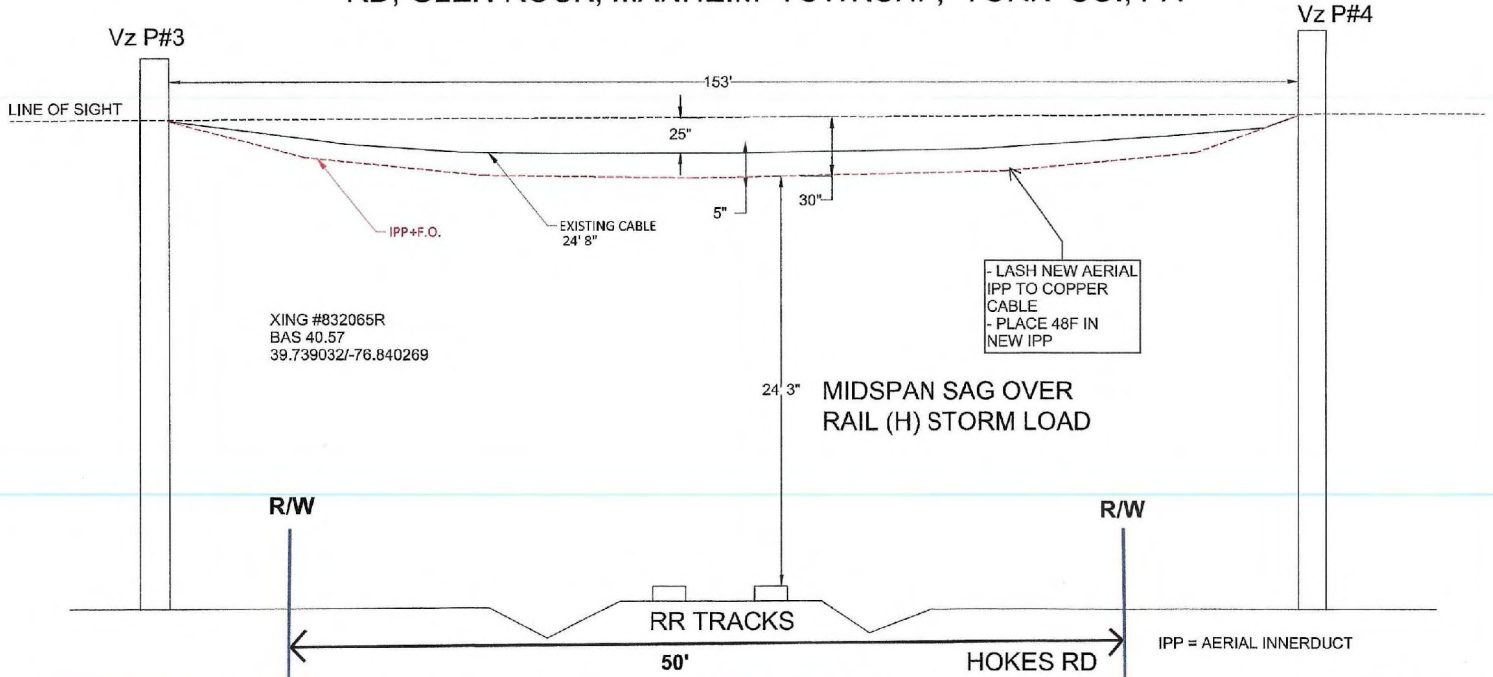 Vz P#3
Vz P#4
153'
LINE OF SIGHT
25"
5"
30"
IPP+F.O.
EXISTING CABLE
24' 8"
- LASH NEW AERIAL
IPP TO COPPER
CABLE
- PLACE 48F IN
NEW IPP
XING #832065R
BAS 40.57
39.739032/-76.840269
24' 3"
MIDSPAN SAG OVER
RAIL (H) STORM LOAD
R/W
R/W
RR TRACKS
50'
HOKES RD
IPP = AERIAL INNERDUCT